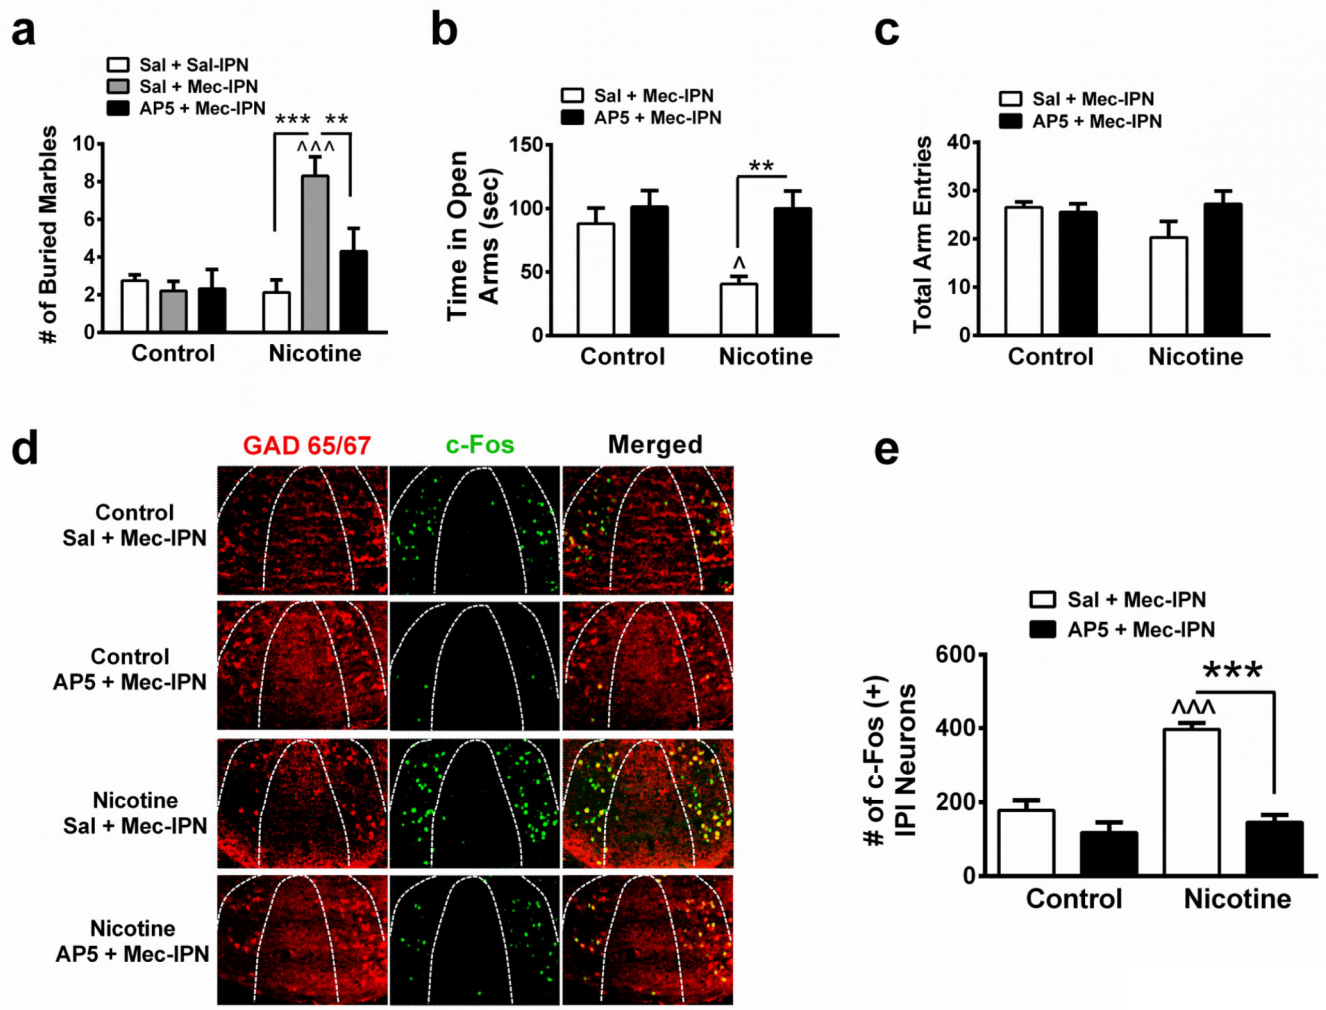 a
Sal + Sal-IPN
Sal + Mec-IPN
AP5 + Mec-IPN
*** **
^^^
# of Buried Marbles
10
8
6
4
2
0
Control Nicotine
b
Sal + Mec-IPN
AP5 + Mec-IPN
Time in Open
Arms (sec)
150
100
50
0
**
^
Control Nicotine
c
Sal + Mec-IPN
AP5 + Mec-IPN
Total Arm Entries
40
30
20
10
0
Control Nicotine
d
GAD 65/67 c-Fos Merged
Control
Sal + Mec-IPN
Control
AP5 + Mec-IPN
Nicotine
Sal + Mec-IPN
Nicotine
AP5 + Mec-IPN
e
Sal + Mec-IPN
AP5 + Mec-IPN
# of c-Fos (+)
IPI Neurons
600
400
200
0
***
^^^
Control Nicotine